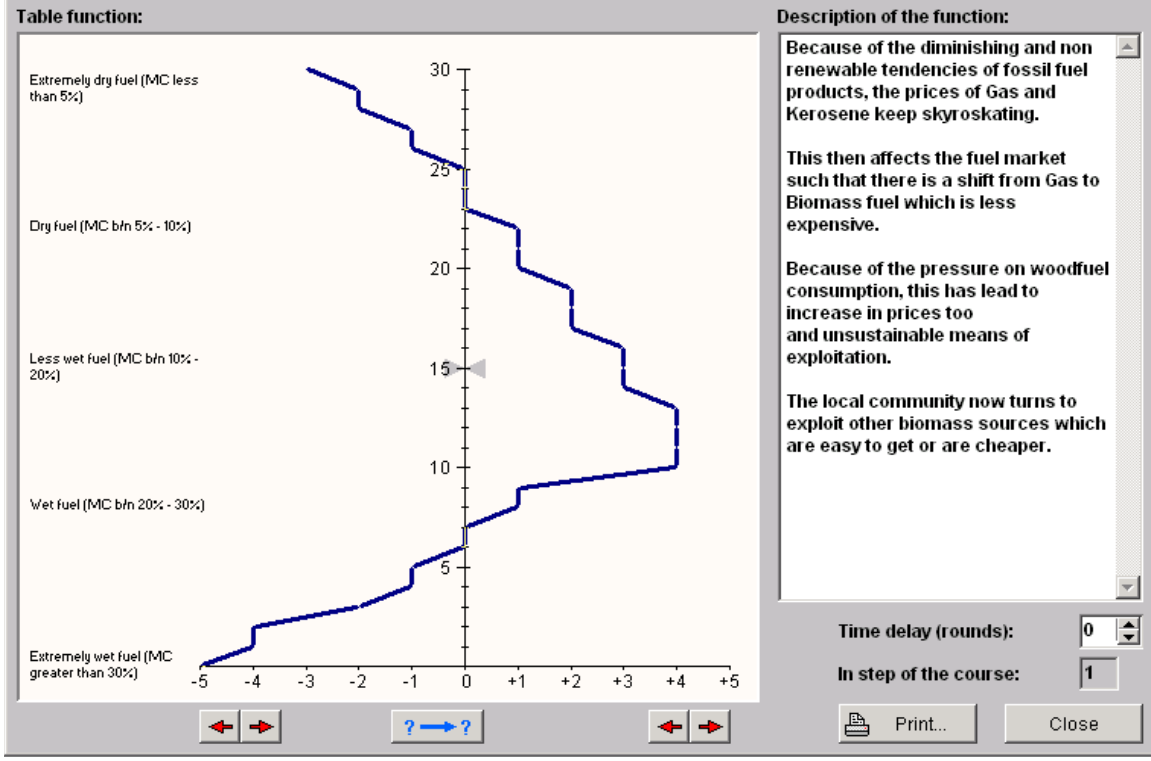 Table function:
Description of the function:
Extremely dry fuel (MC less
than 5%)
Dry fuel (MC b/n 5% - 10%)
Less wet fuel (MC b/n 10% -
20%)
Wet fuel (MC b/n 20% - 30%)
Extremely wet fuel (MC
greater than 30%)
30
25
20
15
10
5
-5 -4 -3 -2 -1 0 +1 +2 +3 +4 +5
? ?
Because of the diminishing and non
renewable tendencies of fossil fuel
products, the prices of Gas and
Kerosene keep skyroskating.
This then affects the fuel market
such that there is a shift from Gas to
Biomass fuel which is less
expensive.
Because of the pressure on woodfuel
consumption, this has lead to
increase in prices too
and unsustainable means of
exploitation.
The local community now turns to
exploit other biomass sources which
are easy to get or are cheaper.
Time delay (rounds): 0
In step of the course: 1
Print... Close